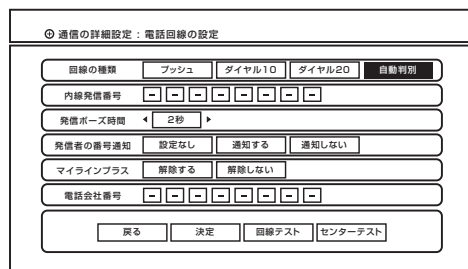 ⊕ 通信の詳細設定：電話回線の設定
回線の種類 プッシュ ダイヤル10 ダイヤル20 自動判別
内線発信番号 - - - - - - - -
発信ポーズ時間 2秒
発信者の番号通知 設定なし 通知する 通知しない
マイラインプラス 解除する 解除しない
電話会社番号 - - - - - - - -
戻る 決定 回線テスト センターテスト